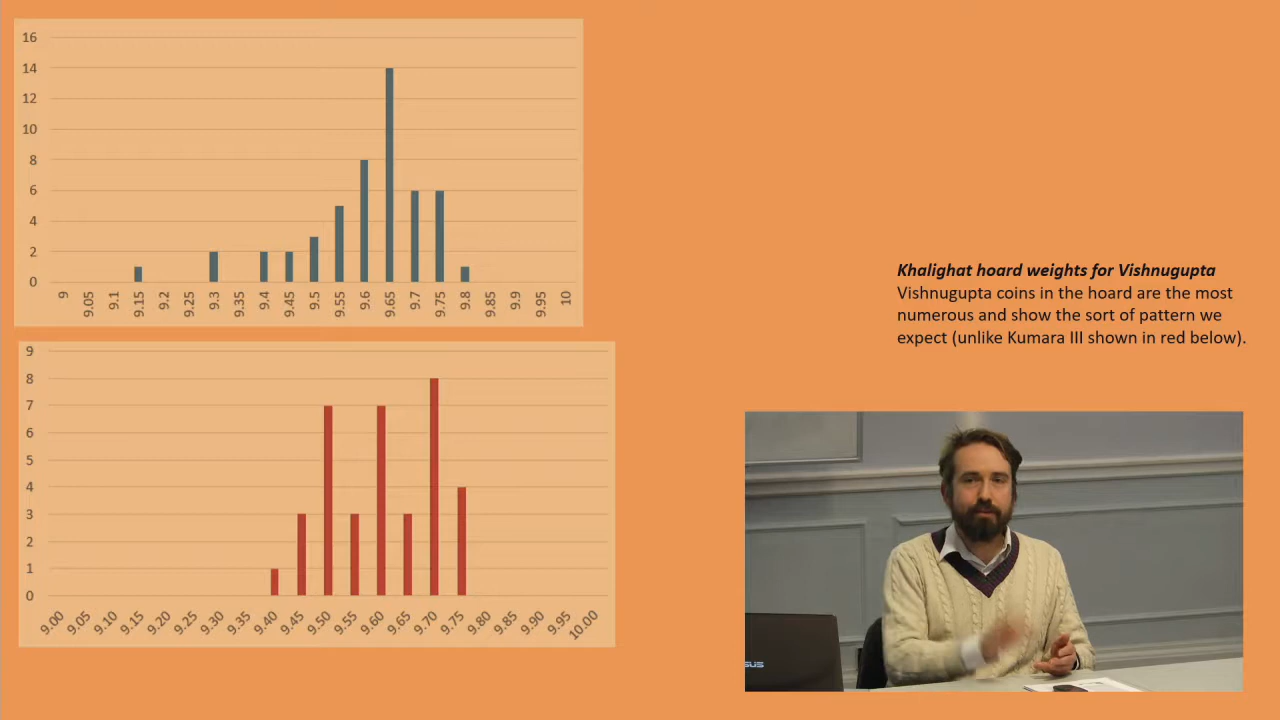 16
14
12
10
8
6
4
2
0
9 9.05 9.1 9.15 9.2 9.25 9.3 9.35 9.4 9.45 9.5 9.55 9.6 9.65 9.7 9.75 9.8 9.85 9.9 9.95 10
Khalighat hoard weights for Vishnugupta
Vishnugupta coins in the hoard are the most
numerous and show the sort of pattern we
expect (unlike Kumara III shown in red below).
9
8
7
6
5
4
3
2
1
0
9.00 9.05 9.10 9.15 9.20 9.25 9.30 9.35 9.40 9.45 9.50 9.55 9.60 9.65 9.70 9.75 9.80 9.85 9.90 9.95 10.00
SUS